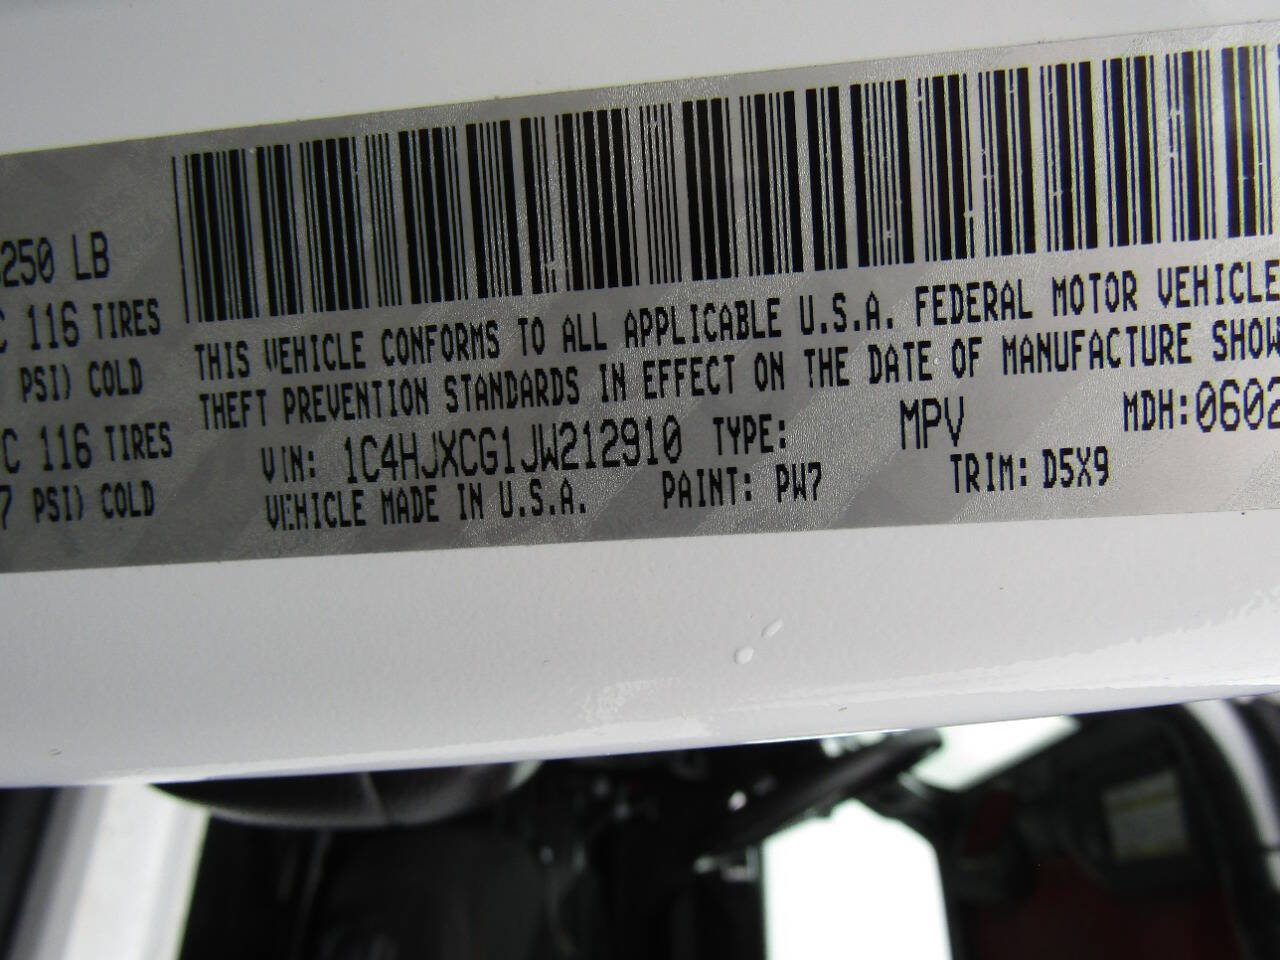 250 LB
C 116 TIRES
PSI) COLD
C 116 TIRES
7 PSI) COLD
THIS VEHICLE CONFORMS TO ALL APPLICABLE U.S.A. FEDERAL MOTOR VEHICLE
THEFT PREVENTION STANDARDS IN EFFECT ON THE DATE OF MANUFACTURE SHOW
VIN: 1C4HJXCG1JW212910 TYPE: MPV MDH:0602
VEHICLE MADE IN U.S.A. PAINT: PW7 TRIM: D5X9